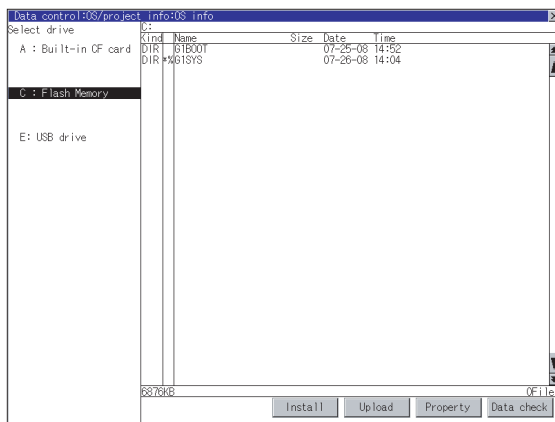 Data control:OS/project info:OS info
Select drive
A : Built-in CF card
C : Flash Memory
E: USB drive
C:
Kind Name Size Date Time
DIR G1BOOT 07-25-08 14:52
DIR *% G1SYS 07-26-08 14:04
6876KB 0File
Install Upload Property Data check